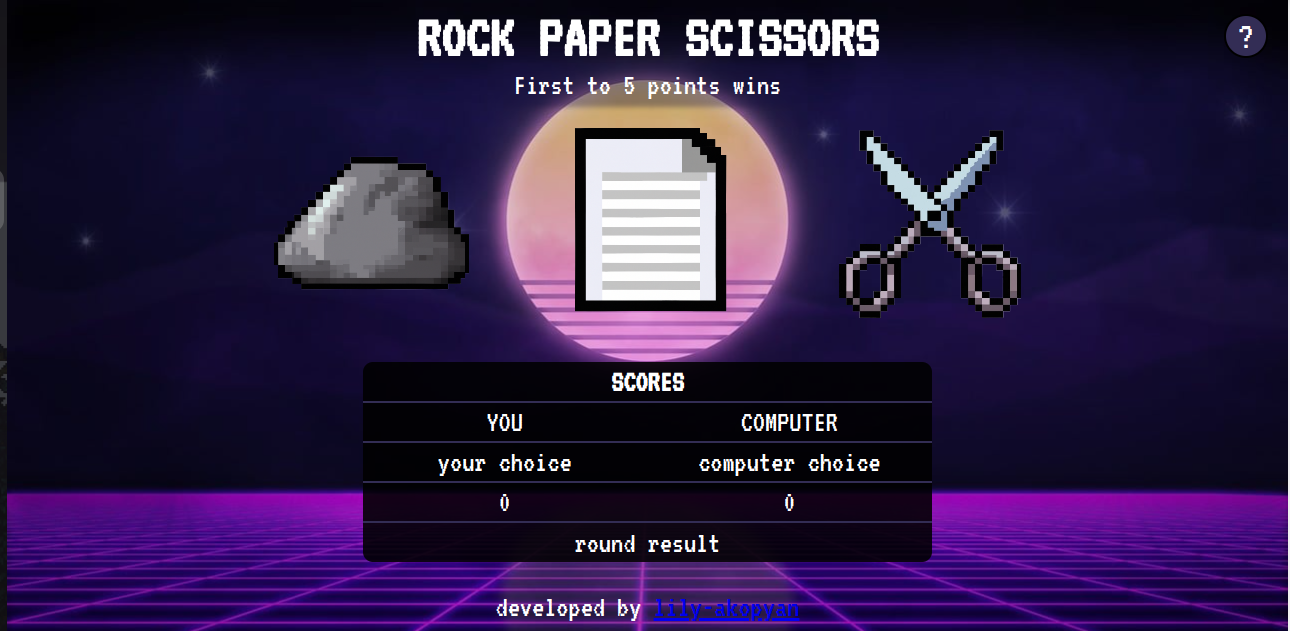 ROCK PAPER SCISSORS
?
First to 5 points wins
SCORES
YOU COMPUTER
your choice computer choice
0 0
round result
developed by lily-akopyan